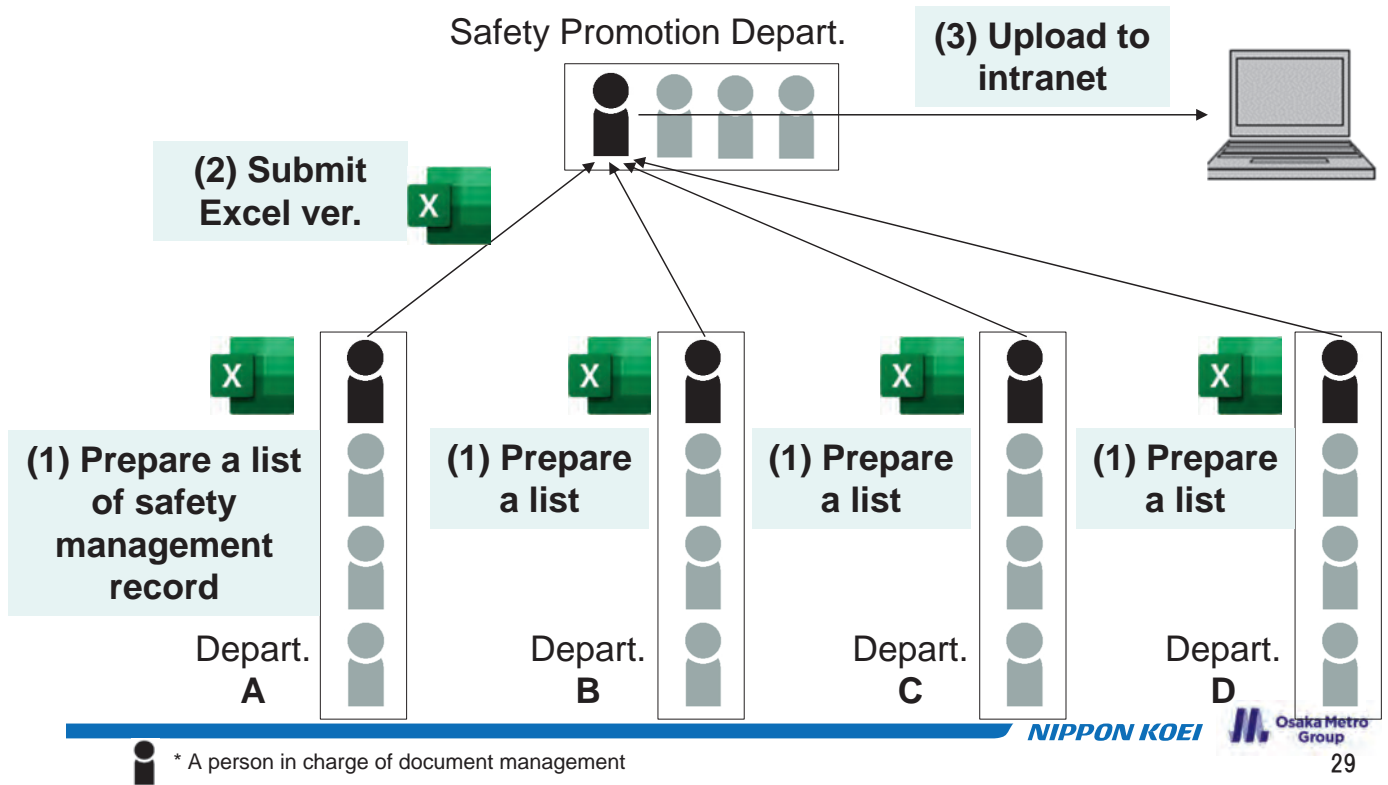 Safety Promotion Depart.
(3) Upload to
intranet
(2) Submit
Excel ver.
X
X
X
X
X
(1) Prepare a list
of safety
management
record
(1) Prepare
a list
(1) Prepare
a list
(1) Prepare
a list
Depart.
A
Depart.
B
Depart.
C
Depart.
D
NIPPON KOEI
Osaka Metro
Group
* A person in charge of document management
29